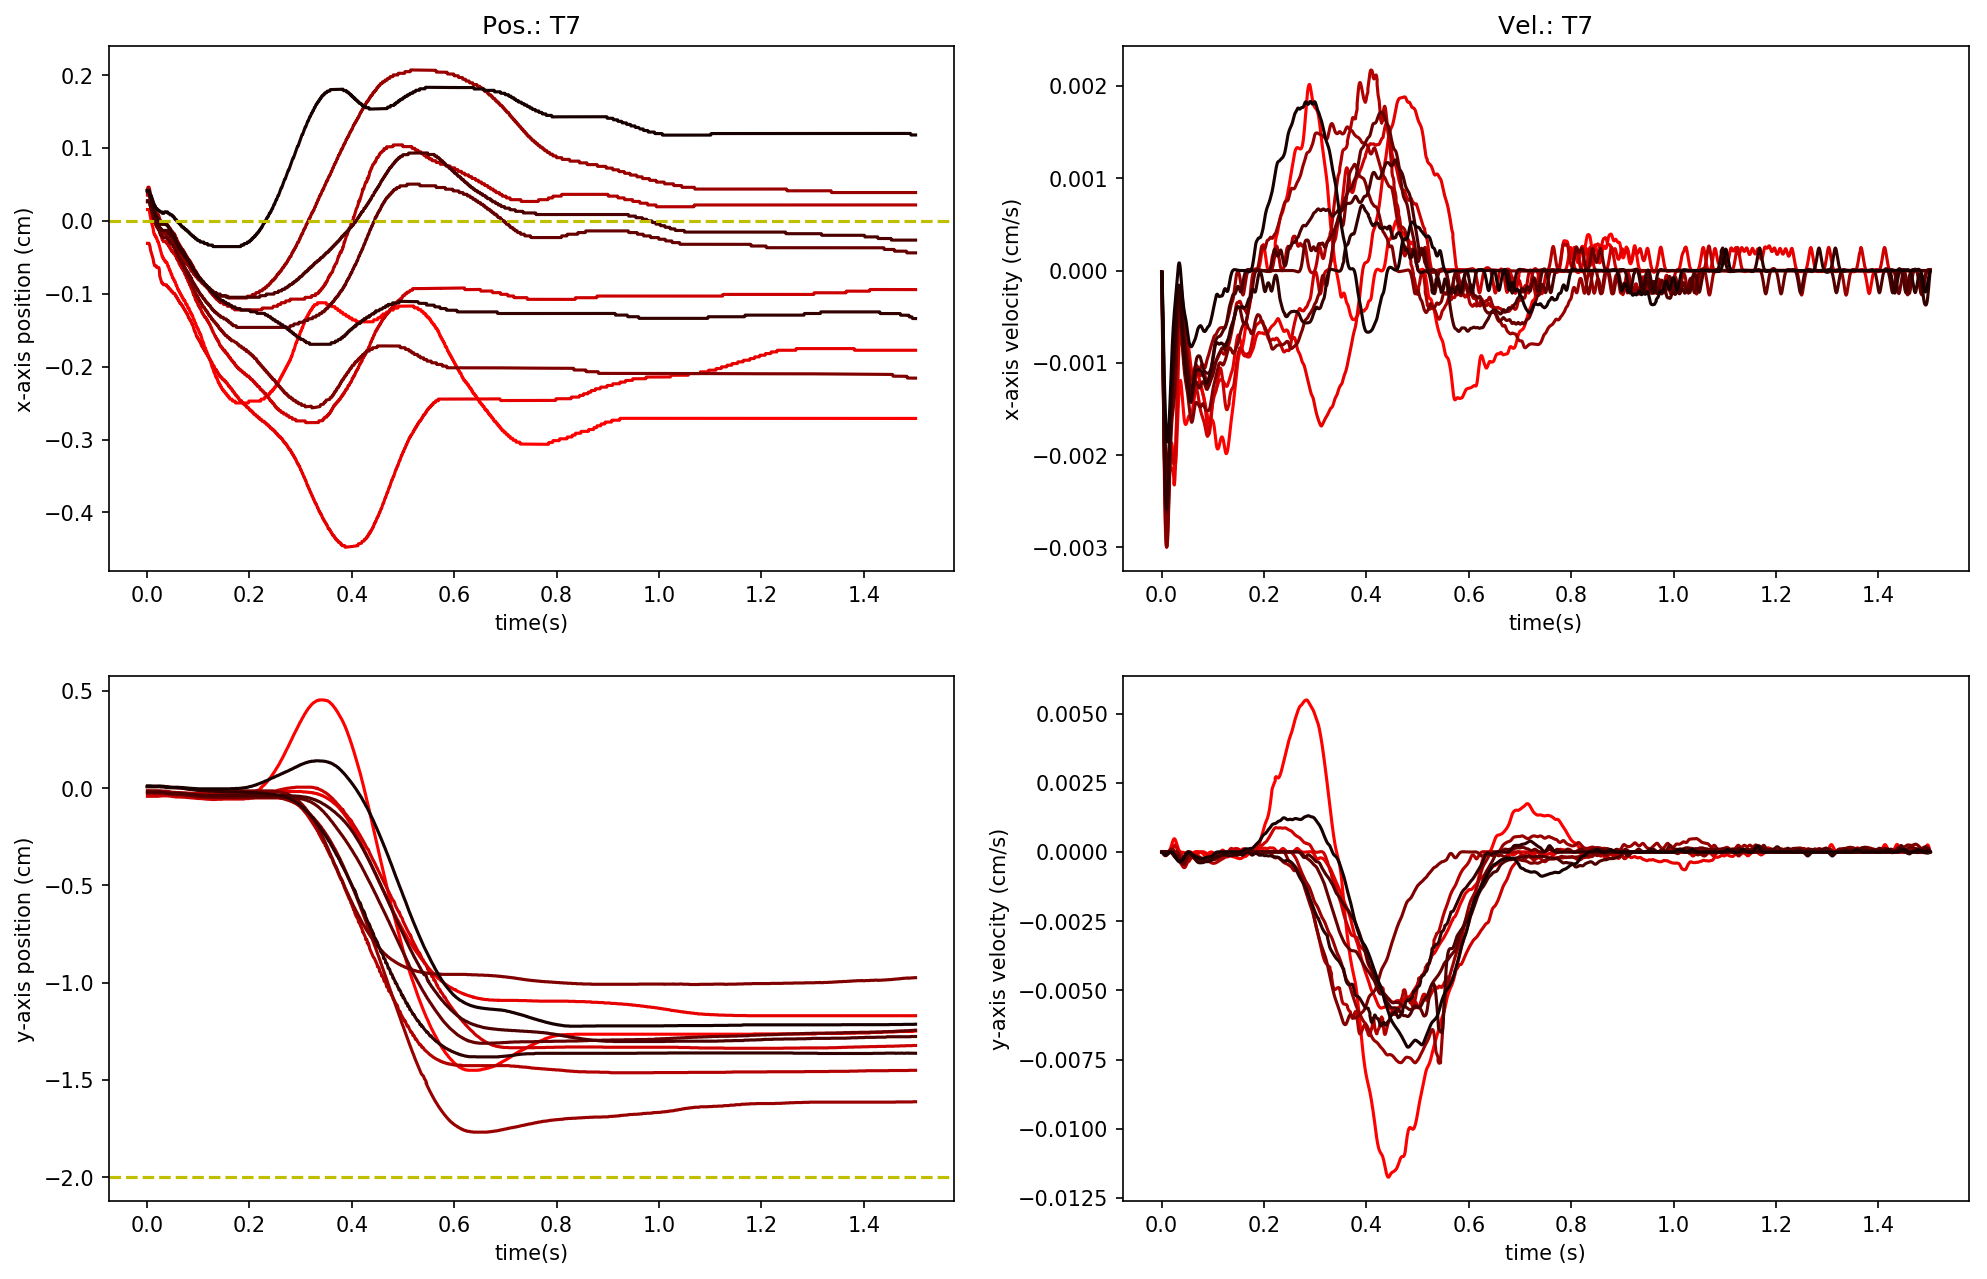 Pos.: T7
x-axis position (cm)
0.2
0.1
0.0
−0.1
−0.2
−0.3
−0.4
0.0 0.2 0.4 0.6 0.8 1.0 1.2 1.4
time(s)
Vel.: T7
x-axis velocity (cm/s)
0.002
0.001
0.000
−0.001
−0.002
−0.003
0.0 0.2 0.4 0.6 0.8 1.0 1.2 1.4
time(s)
y-axis position (cm)
0.5
0.0
−0.5
−1.0
−1.5
−2.0
0.0 0.2 0.4 0.6 0.8 1.0 1.2 1.4
time(s)
y-axis velocity (cm/s)
0.0050
0.0025
0.0000
−0.0025
−0.0050
−0.0075
−0.0100
−0.0125
0.0 0.2 0.4 0.6 0.8 1.0 1.2 1.4
time (s)